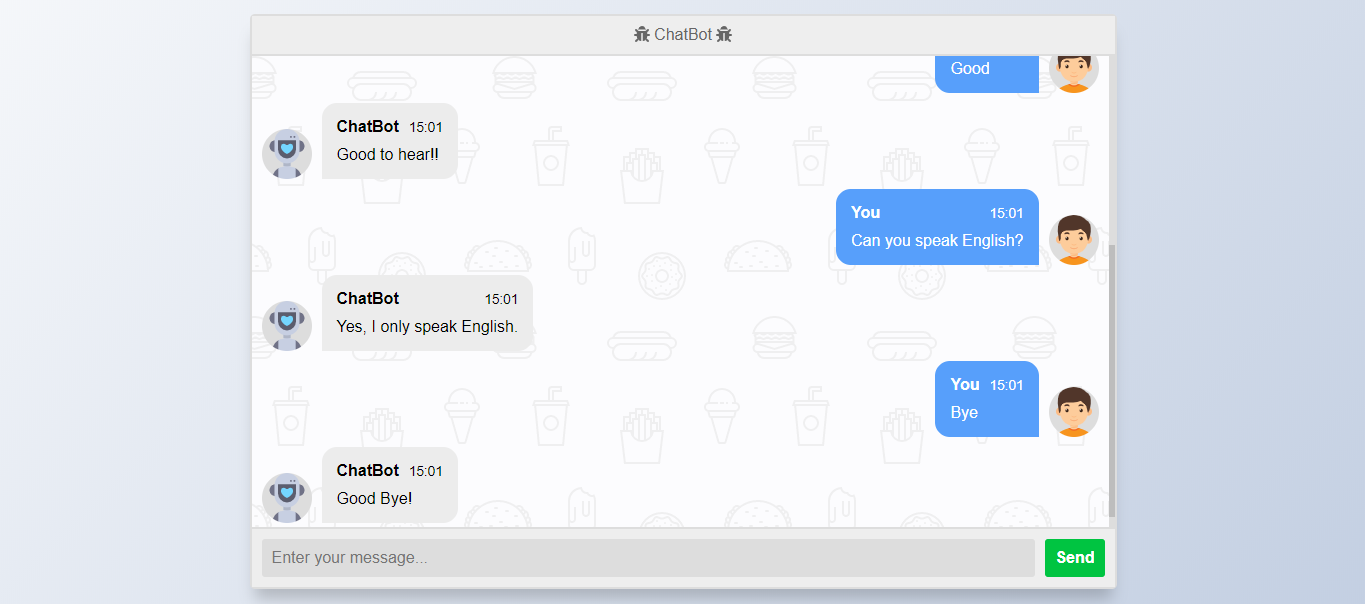 ChatBot
Good
ChatBot 15:01
Good to hear!!
You 15:01
Can you speak English?
ChatBot 15:01
Yes, I only speak English.
You 15:01
Bye
ChatBot 15:01
Good Bye!
Enter your message...
Send